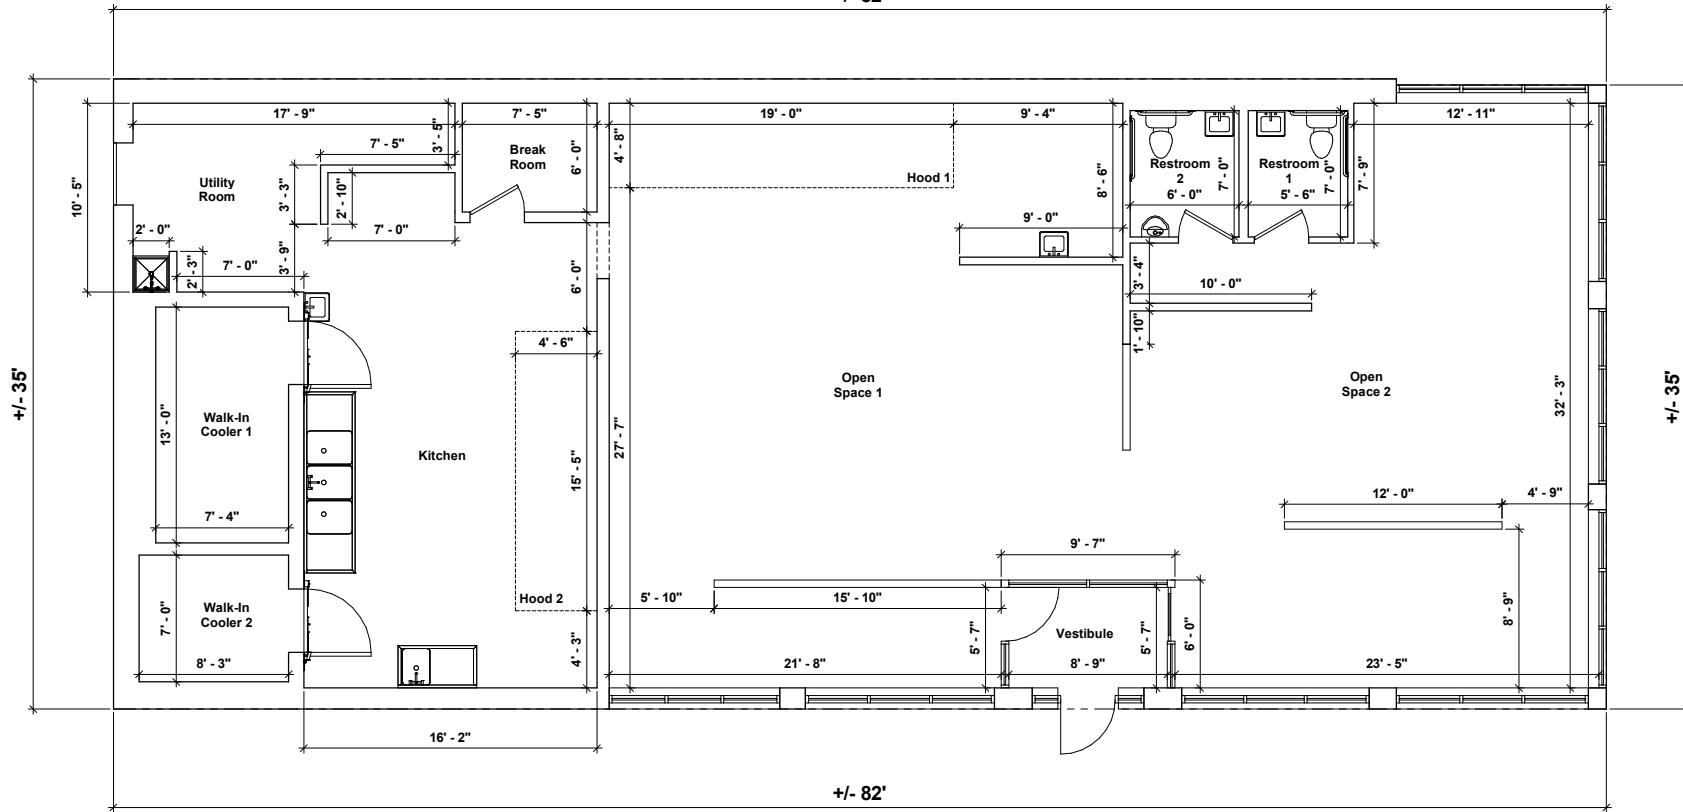 17' - 9"
7' - 5"
19' - 0"
9' - 4"
12' - 11"
3' - 5"
7' - 5"
Break
Room
6' - 0"
4' - 8"
Hood 1
8' - 6"
Restroom
2
6' - 0"
7' - 0"
Restroom
1
5' - 6"
7' - 0"
7' - 9"
10' - 5"
Utility
Room
3' - 3"
2' - 10"
7' - 0"
9' - 0"
2' - 0"
2' - 3"
7' - 0"
3' - 9"
6' - 0"
3' - 4"
10' - 0"
1' - 10"
4' - 6"
+/- 35'
Open
Space 1
Open
Space 2
32' - 3"
+/- 35'
13' - 0"
Walk-In
Cooler 1
Kitchen
15' - 5"
27' - 7"
7' - 4"
12' - 0"
4' - 9"
9' - 7"
7' - 0"
Walk-In
Cooler 2
8' - 3"
Hood 2
4' - 3"
5' - 10"
15' - 10"
5' - 7"
Vestibule
5' - 7"
6' - 0"
8' - 9"
21' - 8"
8' - 9"
23' - 5"
16' - 2"
+/- 82'